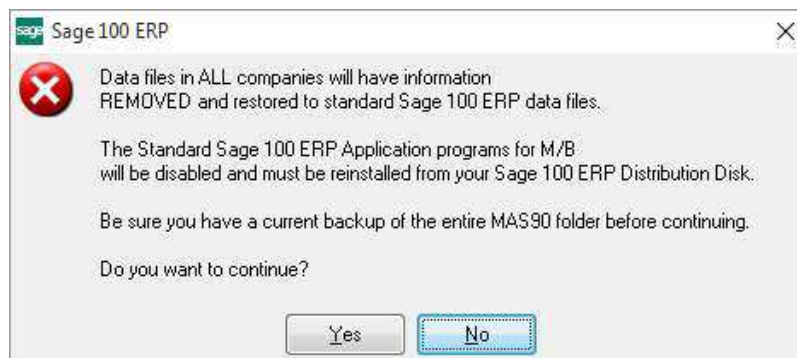 sage Sage 100 ERP
Data files in ALL companies will have information
REMOVED and restored to standard Sage 100 ERP data files.
The Standard Sage 100 ERP Application programs for M/B
will be disabled and must be reinstalled from your Sage 100 ERP Distribution Disk.
Be sure you have a current backup of the entire MAS90 folder before continuing.
Do you want to continue?
Yes No